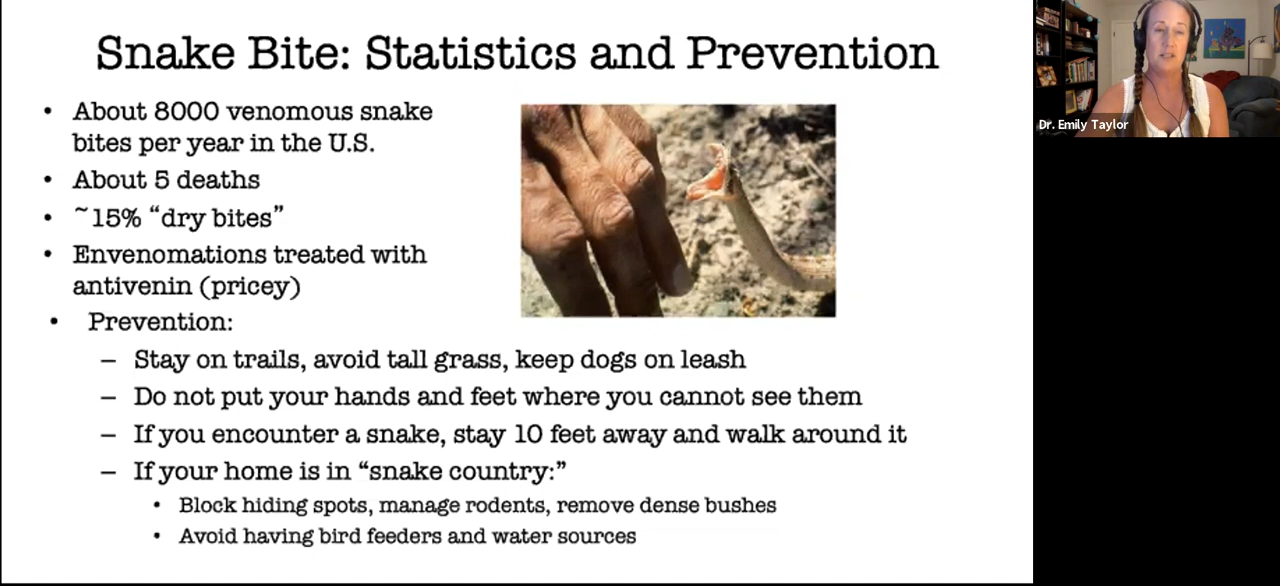 Snake Bite: Statistics and Prevention
• About 8000 venomous snake
bites per year in the U.S.
• About 5 deaths
• ~15% “dry bites”
• Envenomations treated with
antivenin (pricey)
• Prevention:
– Stay on trails, avoid tall grass, keep dogs on leash
– Do not put your hands and feet where you cannot see them
– If you encounter a snake, stay 10 feet away and walk around it
– If your home is in “snake country:”
• Block hiding spots, manage rodents, remove dense bushes
• Avoid having bird feeders and water sources
Dr. Emily Taylor